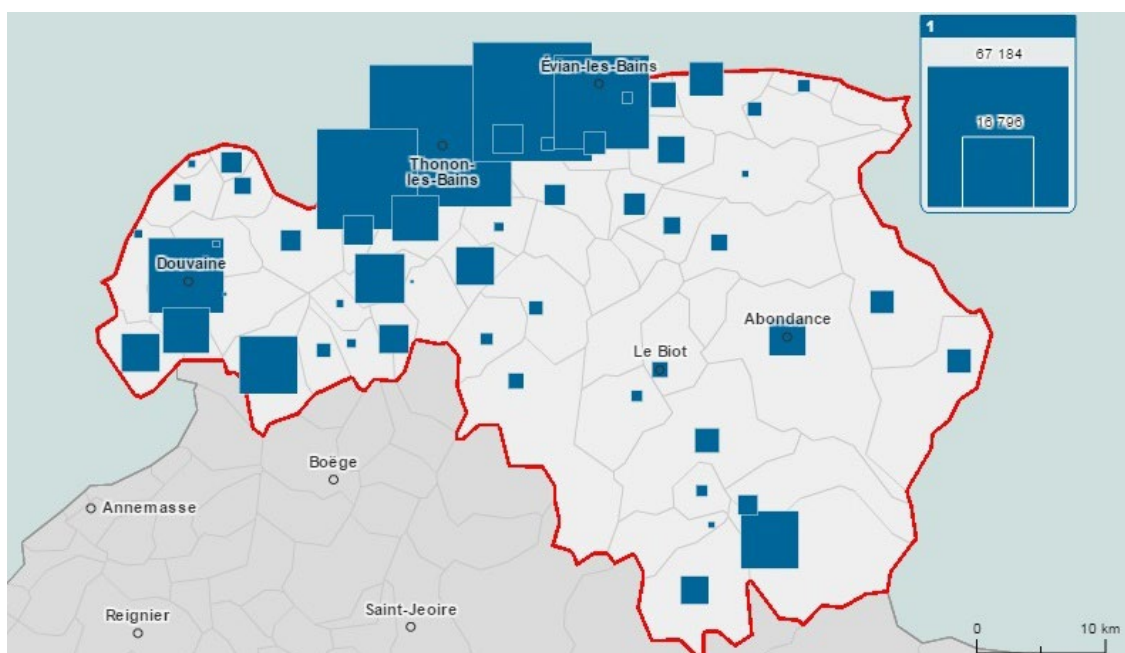 1
67 184
16 796
Évian-les-Bains
Thonon-
les-Bains
Douvaine
Abondance
Le Biot
Boëge
Annemasse
Reignier
Saint-Jeoire
0 10 km